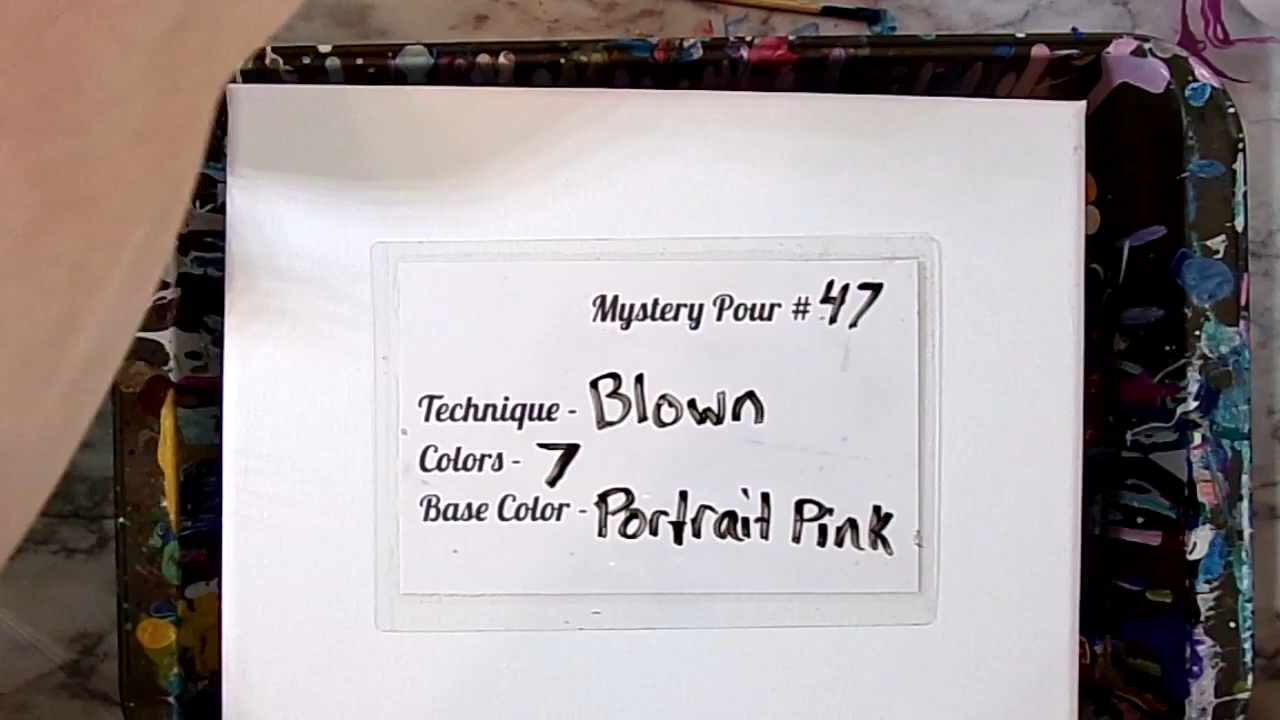 Mystery Pour # 47
Technique - Blown
Colors - 7
Base Color - Portrait Pink